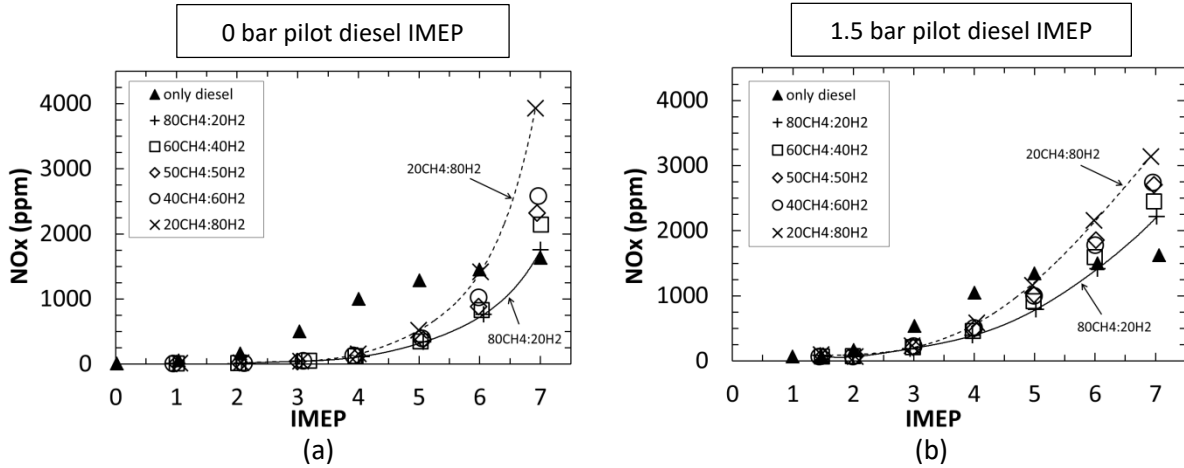 0 bar pilot diesel IMEP
4000
3000
2000
1000
0
NOx (ppm)
only diesel
80CH4:20H2
60CH4:40H2
50CH4:50H2
40CH4:60H2
20CH4:80H2
20CH4:80H2
80CH4:20H2
0 1 2 3 4 5 6 7
IMEP
(a)
1.5 bar pilot diesel IMEP
4000
3000
2000
1000
0
NOx (ppm)
only diesel
80CH4:20H2
60CH4:40H2
50CH4:50H2
40CH4:60H2
20CH4:80H2
20CH4:80H2
80CH4:20H2
0 1 2 3 4 5 6 7
IMEP
(b)